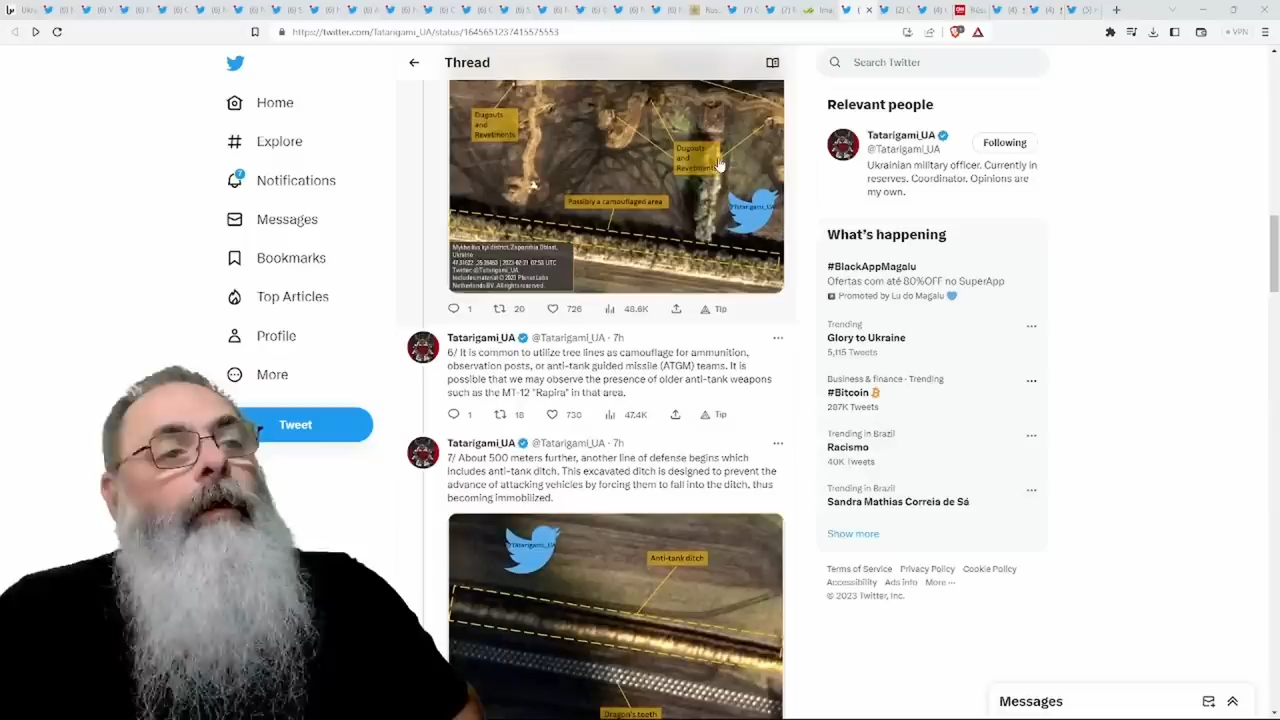 https://twitter.com/Tatarigami_UA/status/1645651237415575553
VPN
Home
Explore
7
Notifications
Messages
Bookmarks
Top Articles
Profile
More
Tweet
Thread
Dugouts
and
Revetments
Dugouts
and
Revetments
Possibly a camouflaged area
Tatarigami_UA
Ukraine
Twitter: @Tatarigami_UA
Netherlands BV. All rights reserved.
1 20 726 48.6K Tip
Tatarigami_UA @Tatarigami_UA · 7h
6/ It is common to utilize tree lines as camouflage for ammunition,
observation posts, or anti-tank guided missile (ATGM) teams. It is
possible that we may observe the presence of older anti-tank weapons
such as the MT-12 "Rapira" in that area.
1 18 730 47.4K Tip
Tatarigami_UA @Tatarigami_UA · 7h
7/ About 500 meters further, another line of defense begins which
includes anti-tank ditch. This excavated ditch is designed to prevent the
advance of attacking vehicles by forcing them to fall into the ditch, thus
becoming immobilized.
Tatarigami_UA
Anti-tank ditch
Dragon's teeth
Search Twitter
Relevant people
Tatarigami_UA
@Tatarigami_UA
Following
Ukrainian military officer. Currently in
reserves. Coordinator. Opinions are
my own.
What's happening
#BlackAppMagalu
Ofertas com até 80%OFF no SuperApp
Promoted by Lu do Magalu
Trending
Glory to Ukraine
5,115 Tweets
Business & finance · Trending
#Bitcoin
287K Tweets
Trending in Brazil
Racismo
40K Tweets
Trending in Brazil
Sandra Mathias Correia de Sá
Show more
Terms of Service Privacy Policy Cookie Policy
Accessibility Ads info More ···
© 2023 Twitter, Inc.
Messages